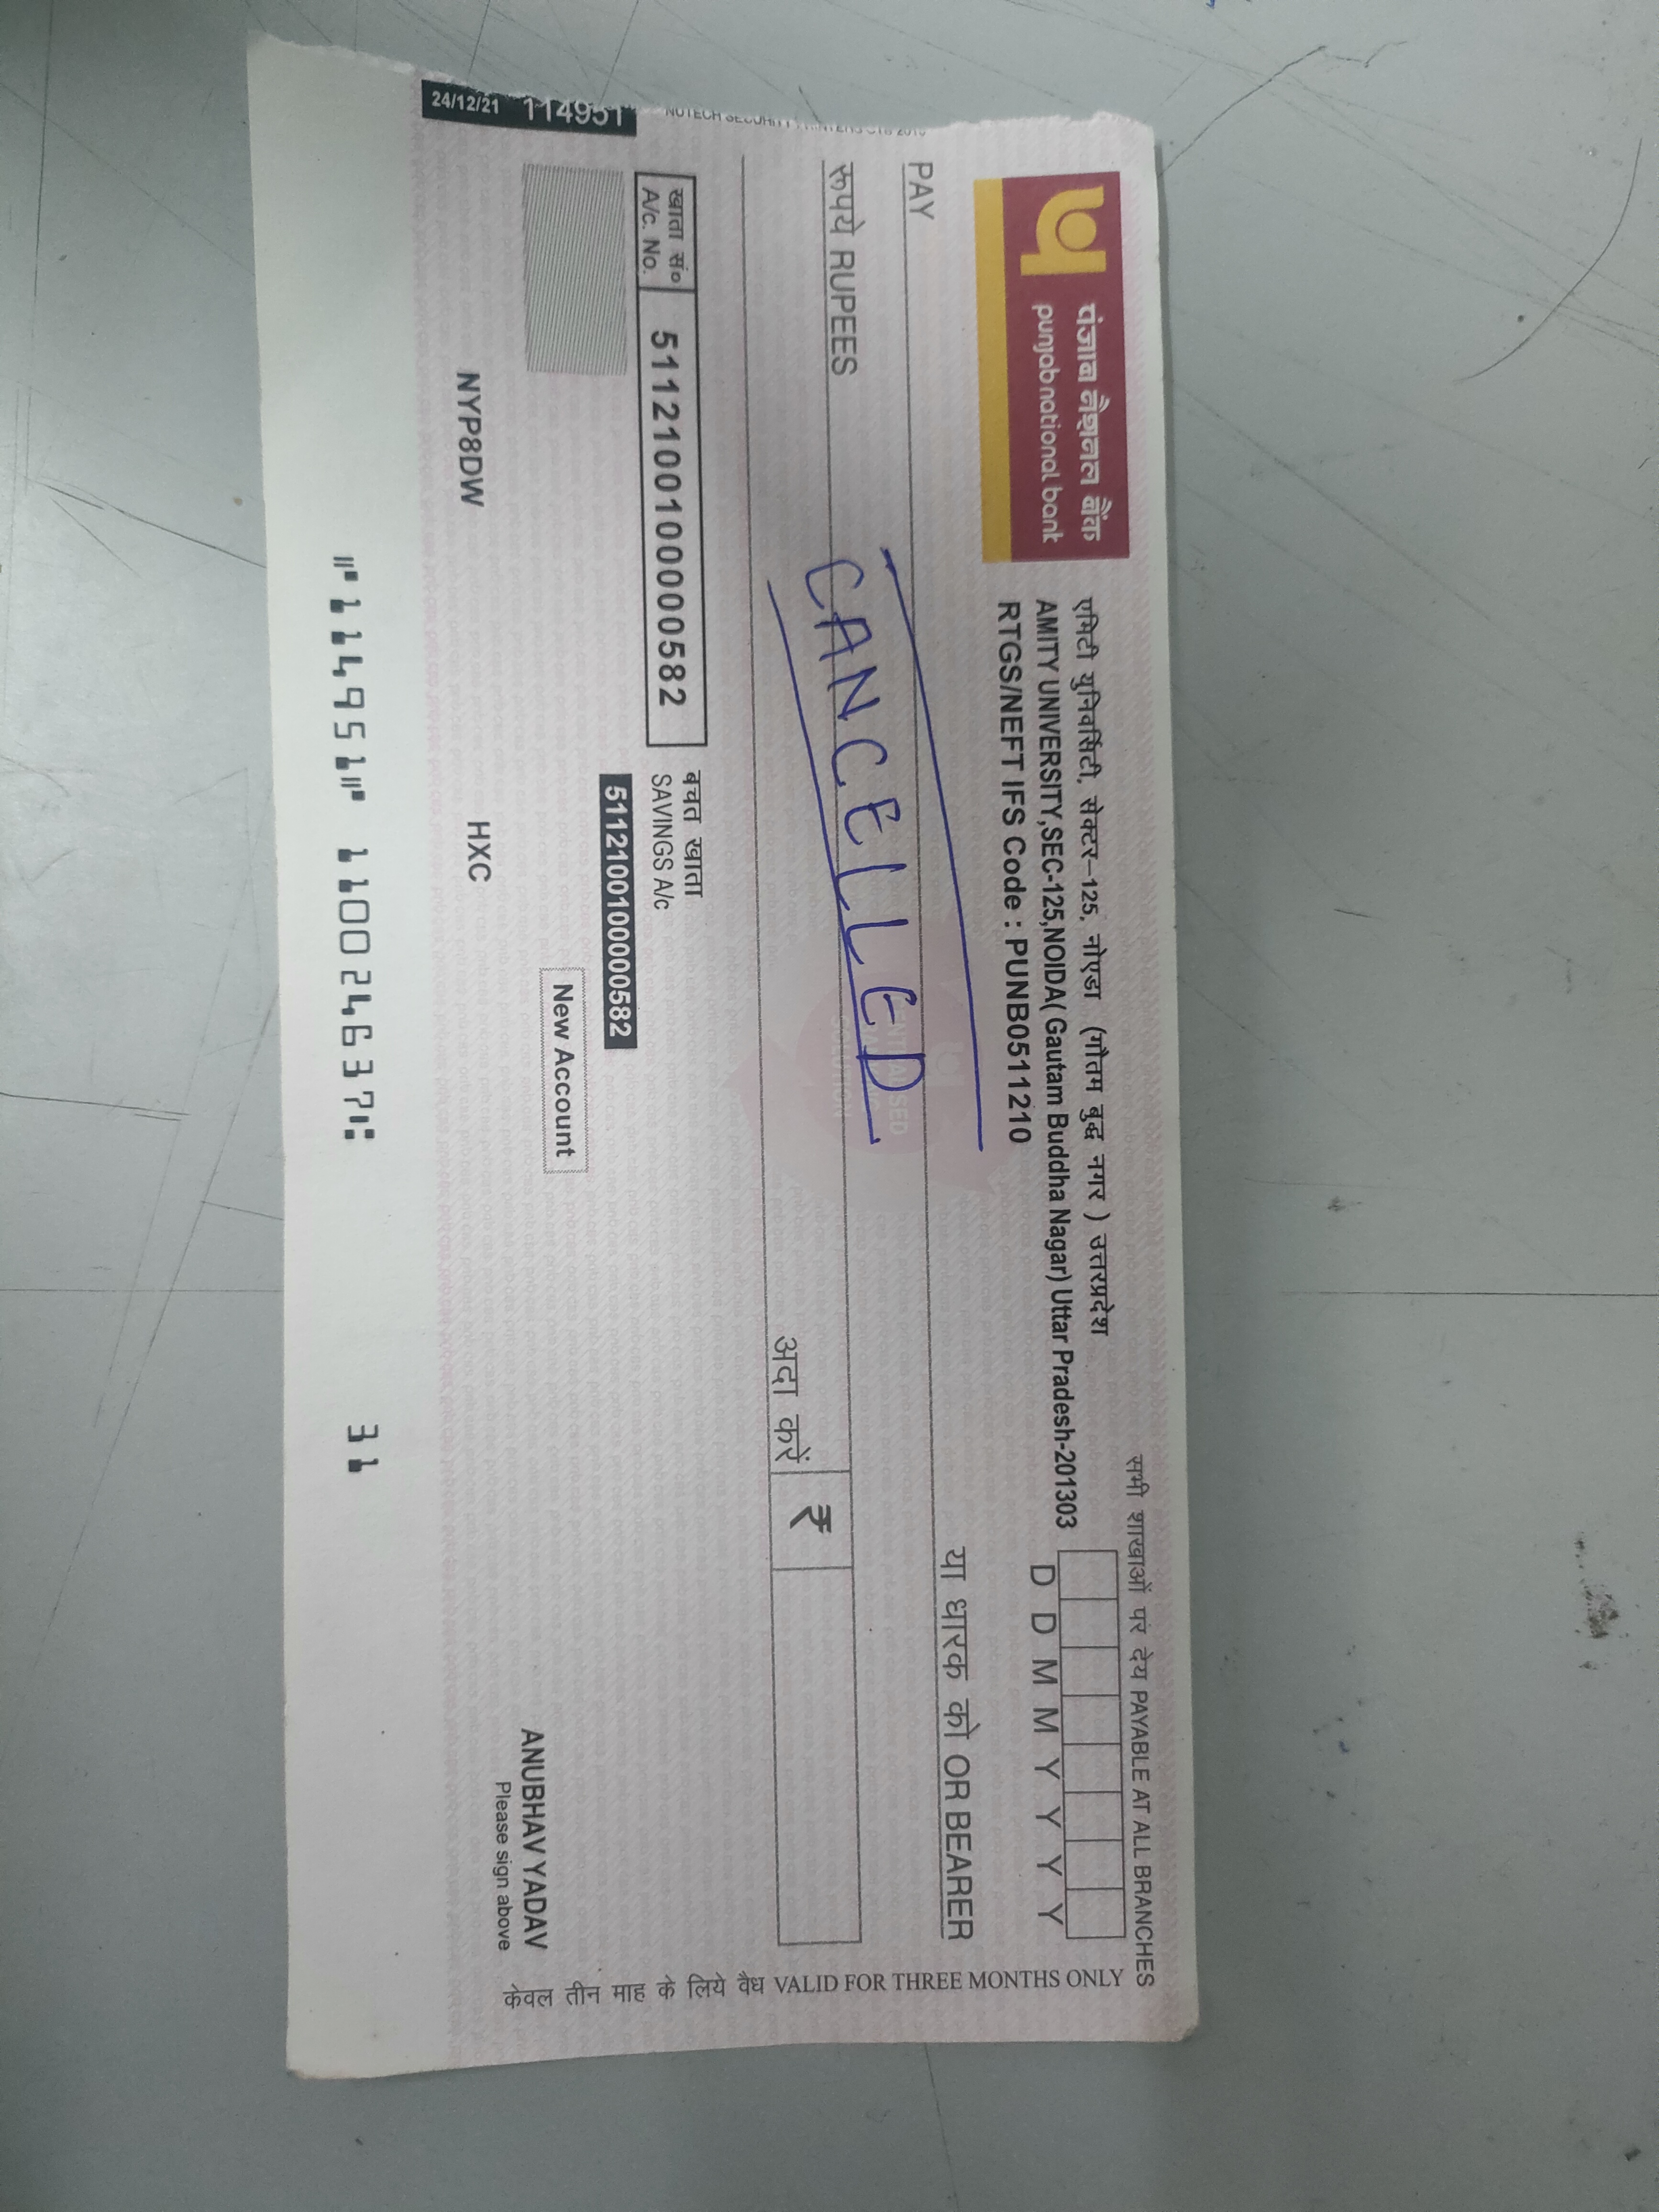 सभी शाखाओं पर देय PAYABLE AT ALL BRANCHES
पंजाब नैशनल बैंक
punjab national bank
एमिटी युनिवर्सिटी, सेक्टर–125, नोएडा (गौतम बुद्ध नगर ) उत्तरप्रदेश
AMITY UNIVERSITY,SEC-125,NOIDA( Gautam Buddha Nagar) Uttar Pradesh-201303
RTGS/NEFT IFS Code : PUNB0511210
D D M M Y Y Y Y
PAY
या धारक को OR BEARER
रूपये RUPEES
CANCELLED
अदा करें ₹
खाता सं० 5112100100000582
A/c. No.
बचत खाता
SAVINGS A/c
5112100100000582
New Account
ANUBHAV YADAV
Please sign above
NYP8DW HXC
24/12/21 114951
केवल तीन माह के लिये वैध VALID FOR THREE MONTHS ONLY
⑈114951⑈ 110024637⑆ 31